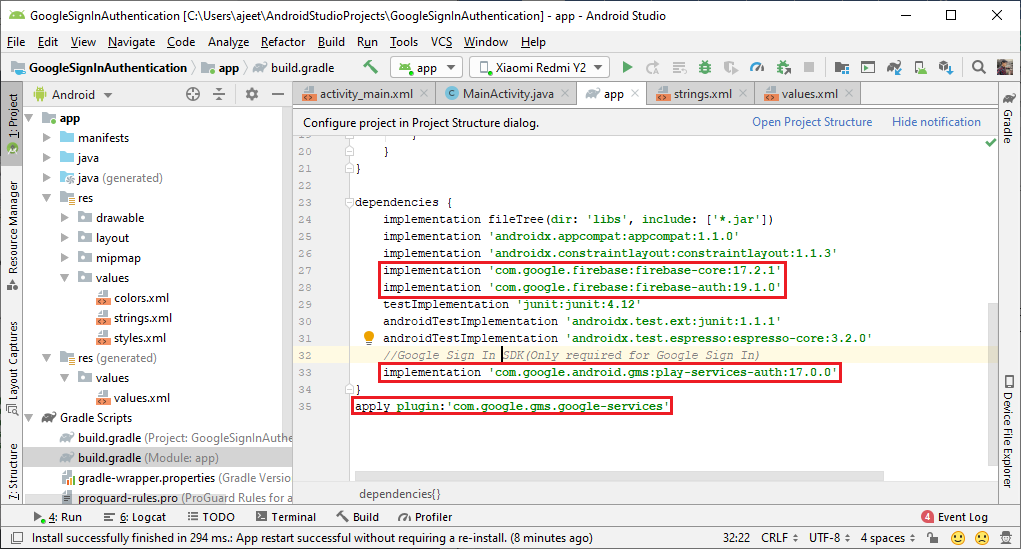 GoogleSignInAuthentication [C:\Users\ajeet\AndroidStudioProjects\GoogleSignInAuthentication] - app - Android Studio
File Edit View Navigate Code Analyze Refactor Build Run Tools VCS Window Help
GoogleSignInAuthentication app build.gradle app Xiaomi Redmi Y2
Android
activity_main.xml MainActivity.java app strings.xml values.xml
Configure project in Project Structure dialog. Open Project Structure Hide notification
1: Project
Resource Manager
Layout Captures
Z: Structure
app
manifests
java
java (generated)
res
drawable
layout
mipmap
values
colors.xml
strings.xml
styles.xml
res (generated)
values
values.xml
Gradle Scripts
build.gradle (Project: GoogleSignInAuthe
build.gradle (Module: app)
gradle-wrapper.properties (Gradle Version
proguard-rules.pro (ProGuard Rules for a
19 }
20 }
21 }
22
23 dependencies {
24 implementation fileTree(dir: 'libs', include: ['*.jar'])
25 implementation 'androidx.appcompat:appcompat:1.1.0'
26 implementation 'androidx.constraintlayout:constraintlayout:1.1.3'
27 implementation 'com.google.firebase:firebase-core:17.2.1'
28 implementation 'com.google.firebase:firebase-auth:19.1.0'
29 testImplementation 'junit:junit:4.12'
30 androidTestImplementation 'androidx.test.ext:junit:1.1.1'
31 androidTestImplementation 'androidx.test.espresso:espresso-core:3.2.0'
32 //Google Sign In SDK(Only required for Google Sign In)
33 implementation 'com.google.android.gms:play-services-auth:17.0.0'
34 }
35 apply plugin:'com.google.gms.google-services'
dependencies{}
Gradle
Device File Explorer
4: Run 6: Logcat TODO Terminal Build Profiler 4 Event Log
Install successfully finished in 294 ms.: App restart successful without requiring a re-install. (8 minutes ago) 32:22 CRLF UTF-8 4 spaces